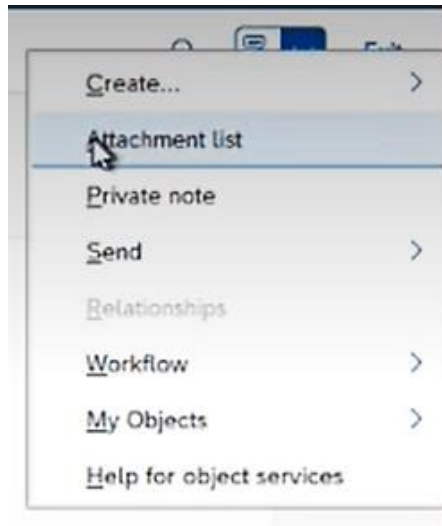 Create...
Attachment list
Private note
Send
Relationships
Workflow
My Objects
Help for object services